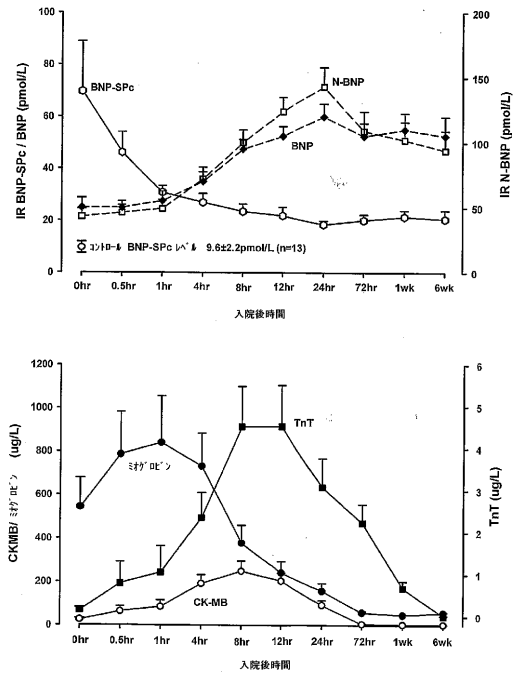 IR BNP-SPc / BNP (pmol/L)
100
80
60
40
20
0
BNP-SPc
N-BNP
BNP
コントロール BNP-SPc レベル 9.6±2.2pmol/L (n=13)
200
150
100
50
0
IR N-BNP (pmol/L)
0hr 0.5hr 1hr 4hr 8hr 12hr 24hr 72hr 1wk 6wk
入院後時間
CKMB/ ミオグロビン (ug/L)
1200
1000
800
600
400
200
0
ミオグロビン
TnT
CK-MB
6
5
4
3
2
1
0
TnT (ug/L)
0hr 0.5hr 1hr 4hr 8hr 12hr 24hr 72hr 1wk 6wk
入院後時間